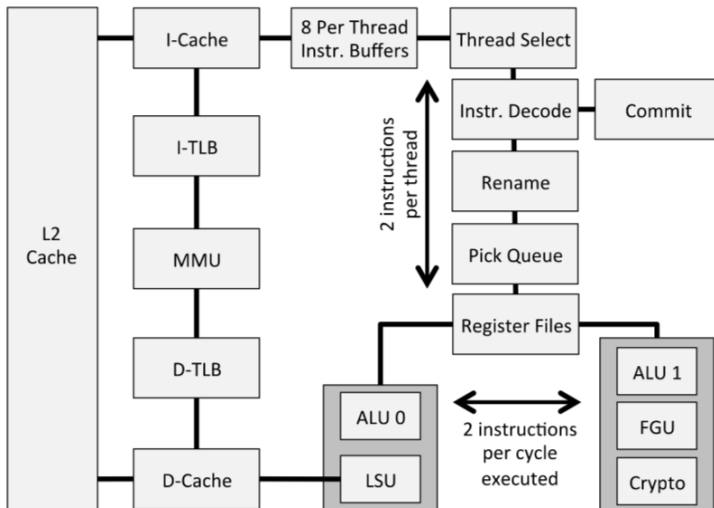 I-Cache
8 Per Thread
Instr. Buffers
Thread Select
Instr. Decode
Commit
I-TLB
Rename
2 instructions
per thread
L2
Cache
MMU
Pick Queue
Register Files
D-TLB
ALU 0
ALU 1
2 instructions
per cycle
executed
FGU
D-Cache
LSU
Crypto